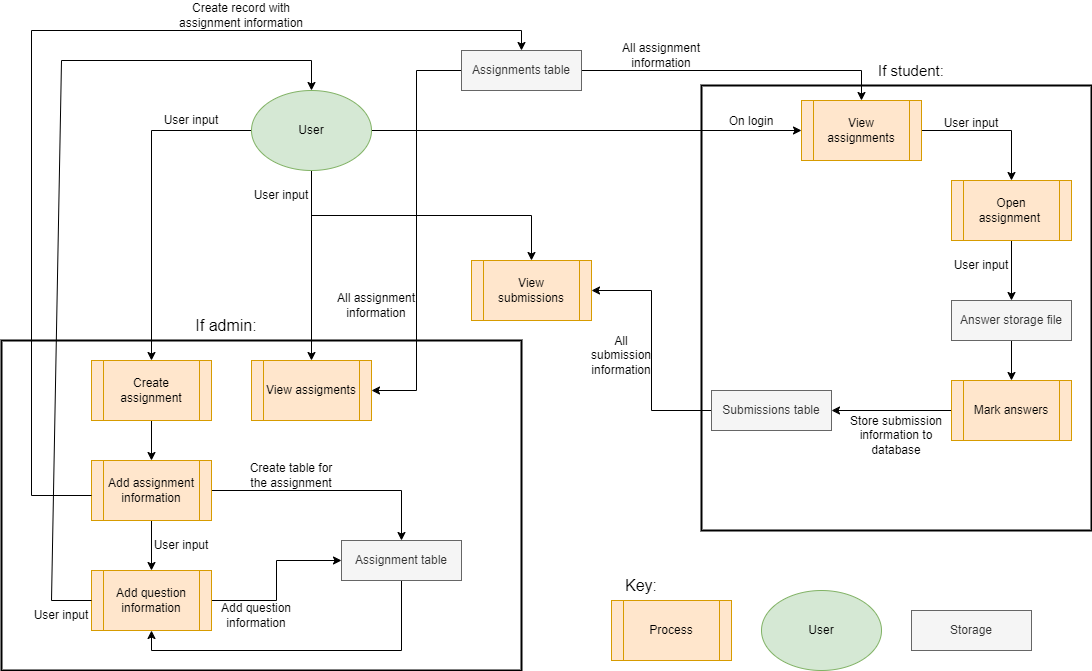 Create record with
assignment information
Assignments table
All assignment
information
If student:
User input
User
On login
View
assignments
User input
User input
Open
assignment
User input
View
submissions
All assignment
information
Answer storage file
If admin:
All
submission
information
Create
assignment
View assigments
Submissions table
Mark answers
Store submission
information to
database
Add assignment
information
Create table for
the assignment
User input
Assignment table
Add question
information
User input
Add question
information
Key:
Process
User
Storage